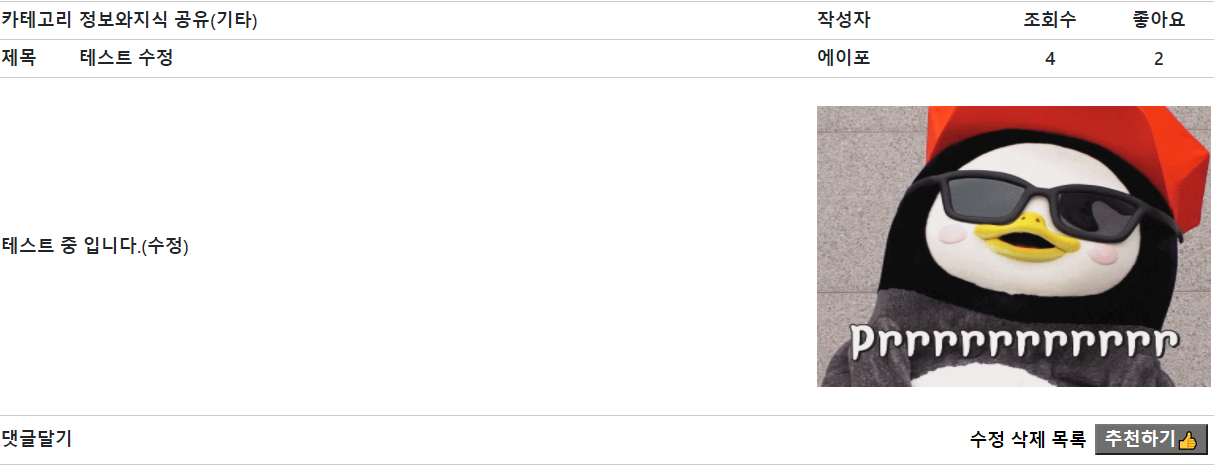 카테고리 정보와지식 공유(기타) 작성자 조회수 좋아요
제목 테스트 수정 에이포 4 2
테스트 중 입니다.(수정)
Prrrrrrrrrrrr
댓글달기 수정 삭제 목록 추천하기👍